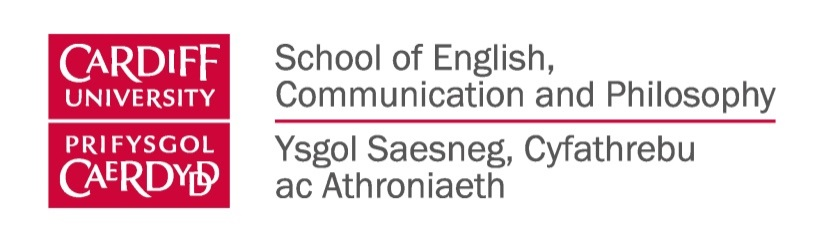 CARDIFF
UNIVERSITY
PRIFYSGOL
CAERDYDD
School of English,
Communication and Philosophy
Ysgol Saesneg, Cyfathrebu
ac Athroniaeth